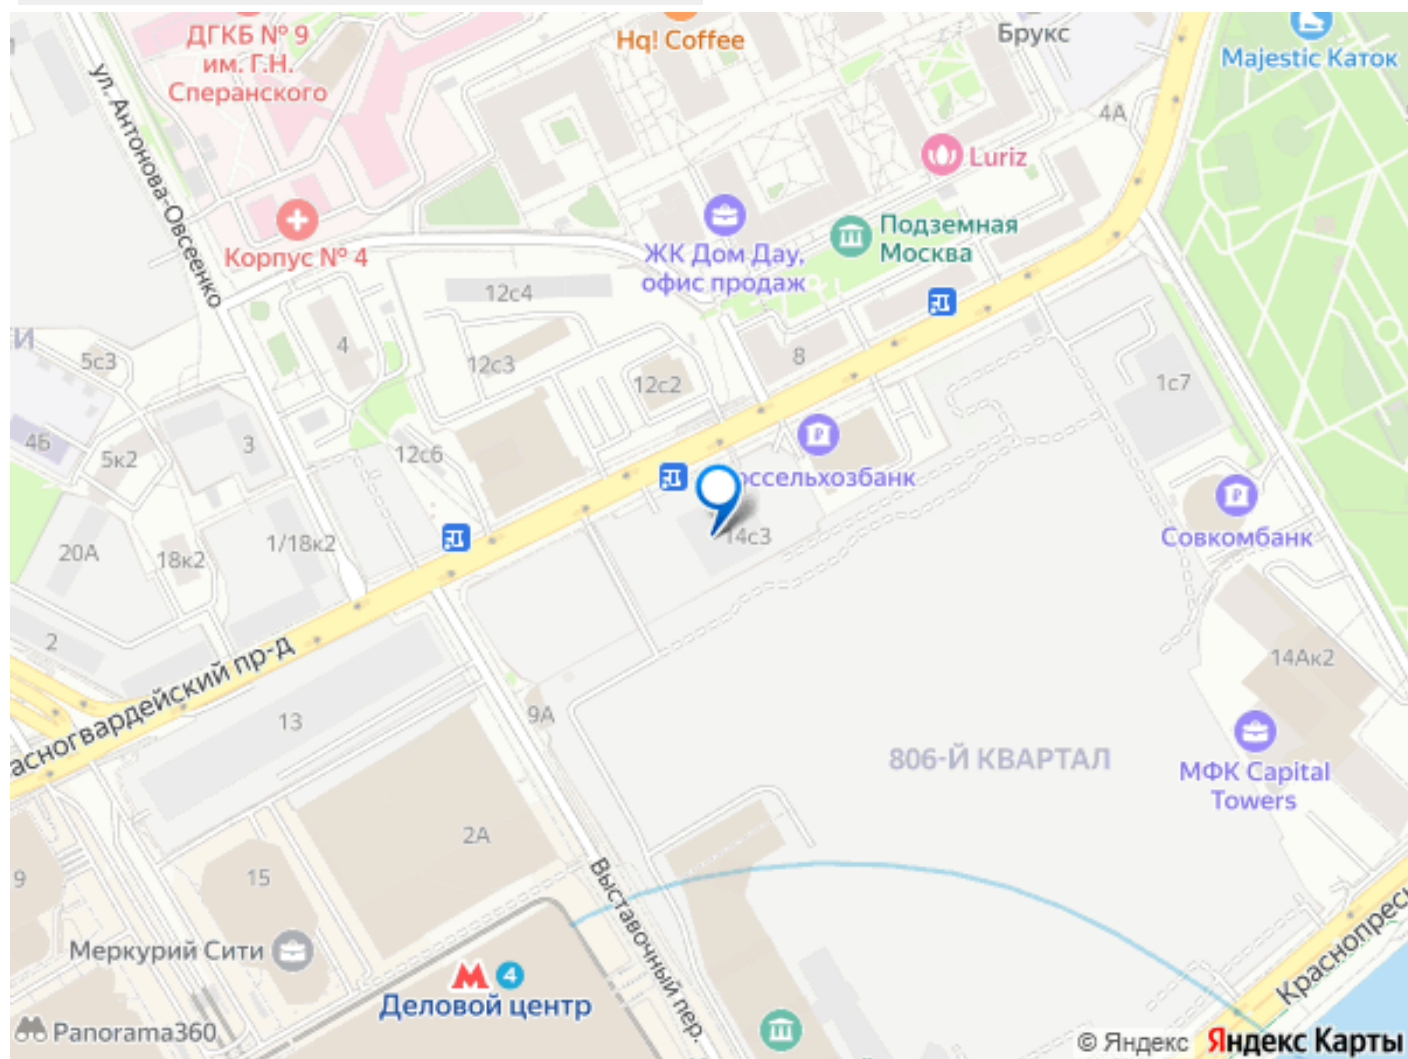 ДГКБ № 9
им. Г.Н.
Сперанского
Hq! Coffee
Брукс
Majestic Каток
ул. Антонова-Овсеенко
4А
Luriz
Корпус № 4
ЖК Дом Дау,
офис продаж
Подземная
Москва
12с4
5с3
4
12с3
12с2
8
1с7
4Б
5к2
3
12с6
оссельхозбанк
Совкомбанк
20А
18к2
1/18к2
14с3
2
асногвардейский пр-д
14Ак2
13
9А
806-Й КВАРТАЛ
МФК Capital
Towers
2А
9
15
Выставочный пер.
Меркурий Сити
М 4
Деловой центр
Краснопрес
Panorama360
© Яндекс Яндекс Карты